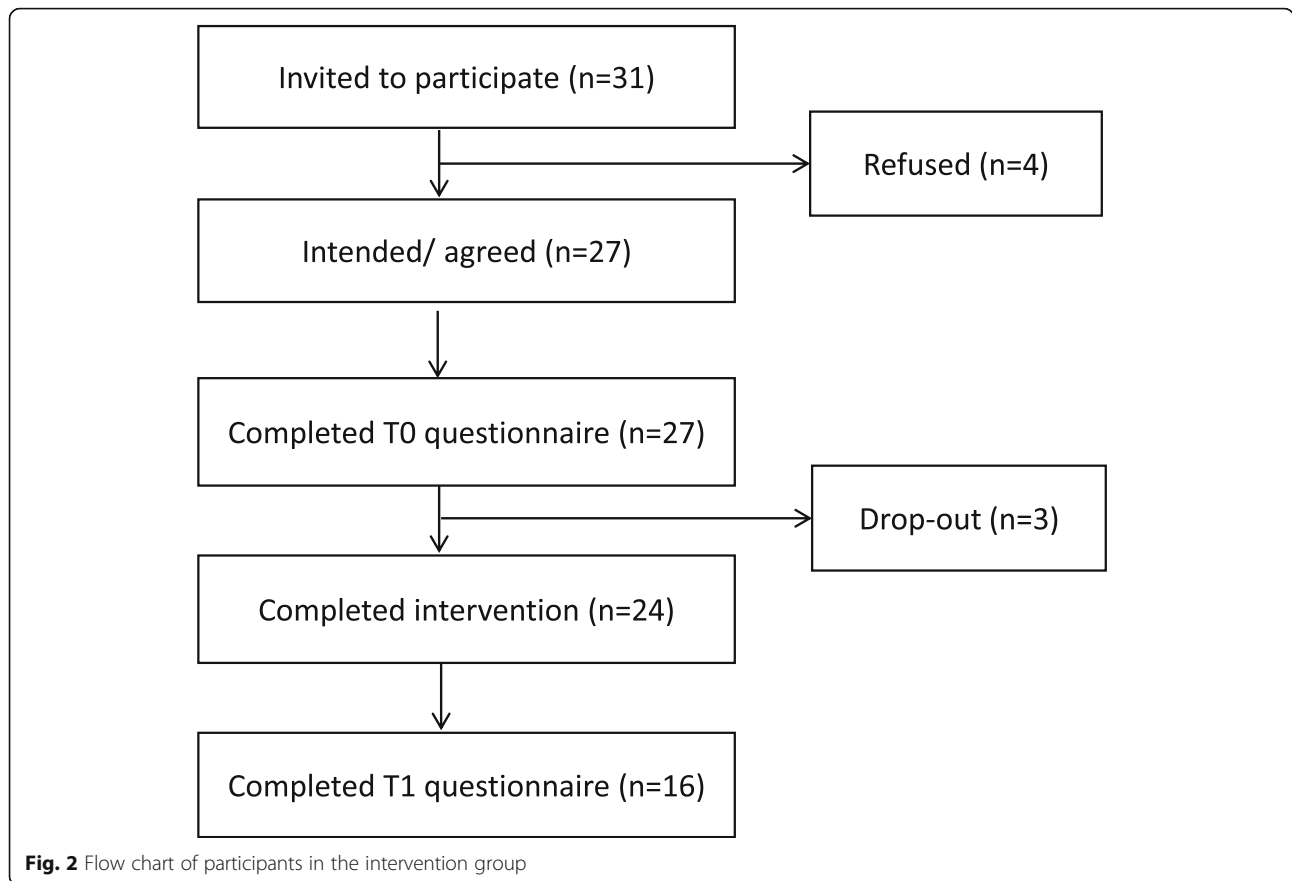 Invited to participate (n=31)
Refused (n=4)
Intended/ agreed (n=27)
Completed T0 questionnaire (n=27)
Drop-out (n=3)
Completed intervention (n=24)
Completed T1 questionnaire (n=16)
Fig. 2 Flow chart of participants in the intervention group